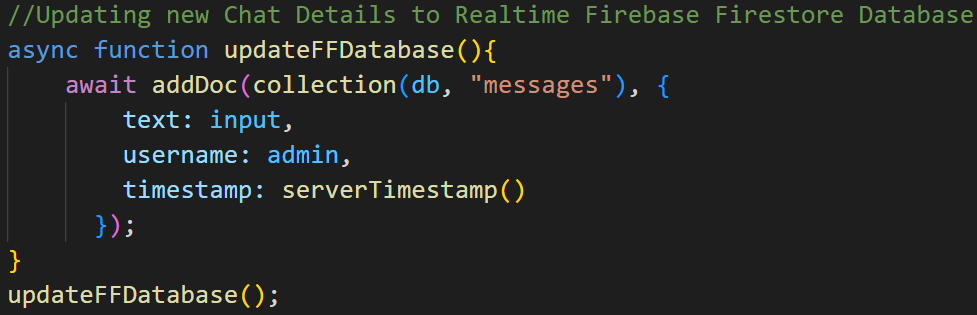 //Updating new Chat Details to Realtime Firebase Firestore Database
async function updateFFDatabase(){
    await addDoc(collection(db, "messages"), {
        text: input,
        username: admin,
        timestamp: serverTimestamp()
      });
}
updateFFDatabase();